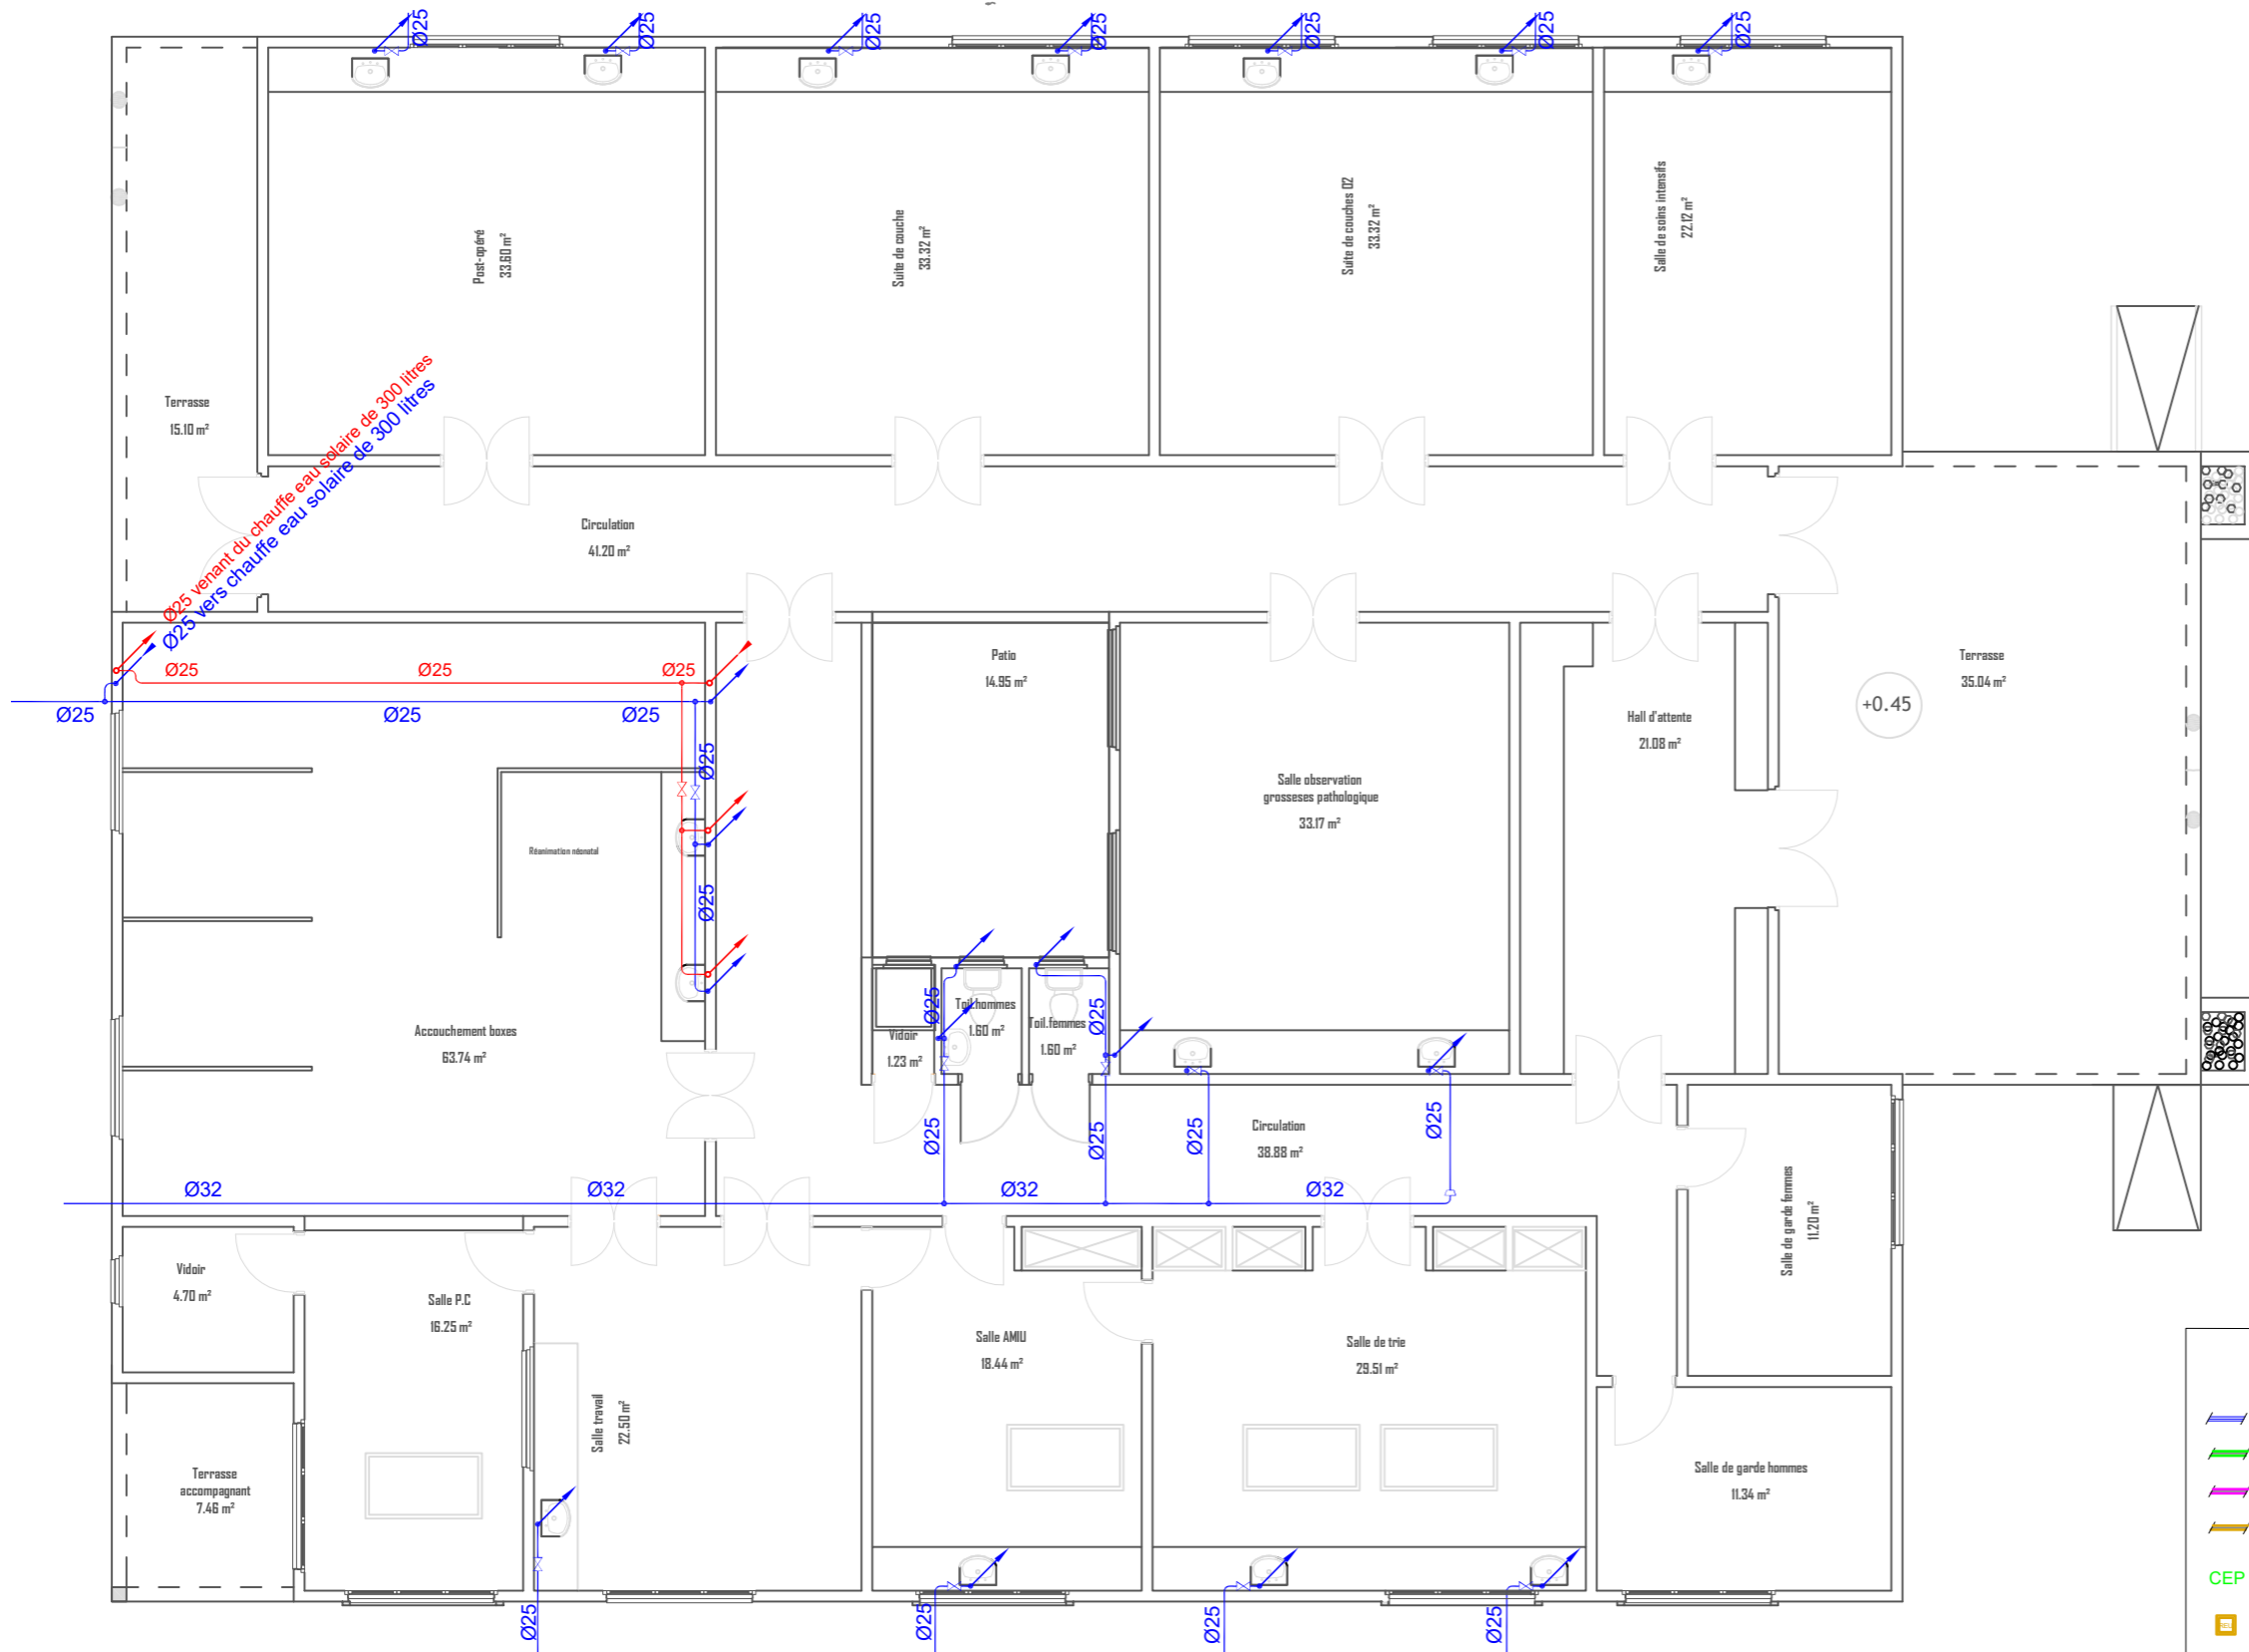 Ø25
Ø25
Ø25
Ø25
Ø25
Ø25
Ø25
Post-opéré
33.60 m²
Suite de couche
33.32 m²
Suite de couches 02
33.32 m²
Salle de soins intensifs
22.12 m²
Terrasse
15.10 m²
Ø25 venant du chauffe eau solaire de 300 litres
Ø25 vers chauffe eau solaire de 300 litres
Circulation
41.20 m²
Ø25
Ø25
Ø25
Ø25
Ø25
Ø25
Ø25
Ø25
Réanimation néonatal
Accouchement boxes
63.74 m²
Patio
14.95 m²
Salle observation
grosseses pathologique
33.17 m²
Hall d'attente
21.08 m²
Terrasse
35.04 m²
+0.45
Vidoir
1.23 m²
Toil.hommes
1.60 m²
Toil.femmes
1.60 m²
Ø25
Ø25
Ø25
Ø25
Ø25
Ø25
Circulation
38.88 m²
Ø32
Ø32
Ø32
Ø32
Salle de garde femmes
11.20 m²
Vidoir
4.70 m²
Salle P.C
16.25 m²
Salle travail
22.50 m²
Salle AMIU
18.44 m²
Salle de trie
29.51 m²
Salle de garde hommes
11.34 m²
Terrasse
accompagnant
7.46 m²
Ø25
Ø25
Ø25
Ø25
CEP